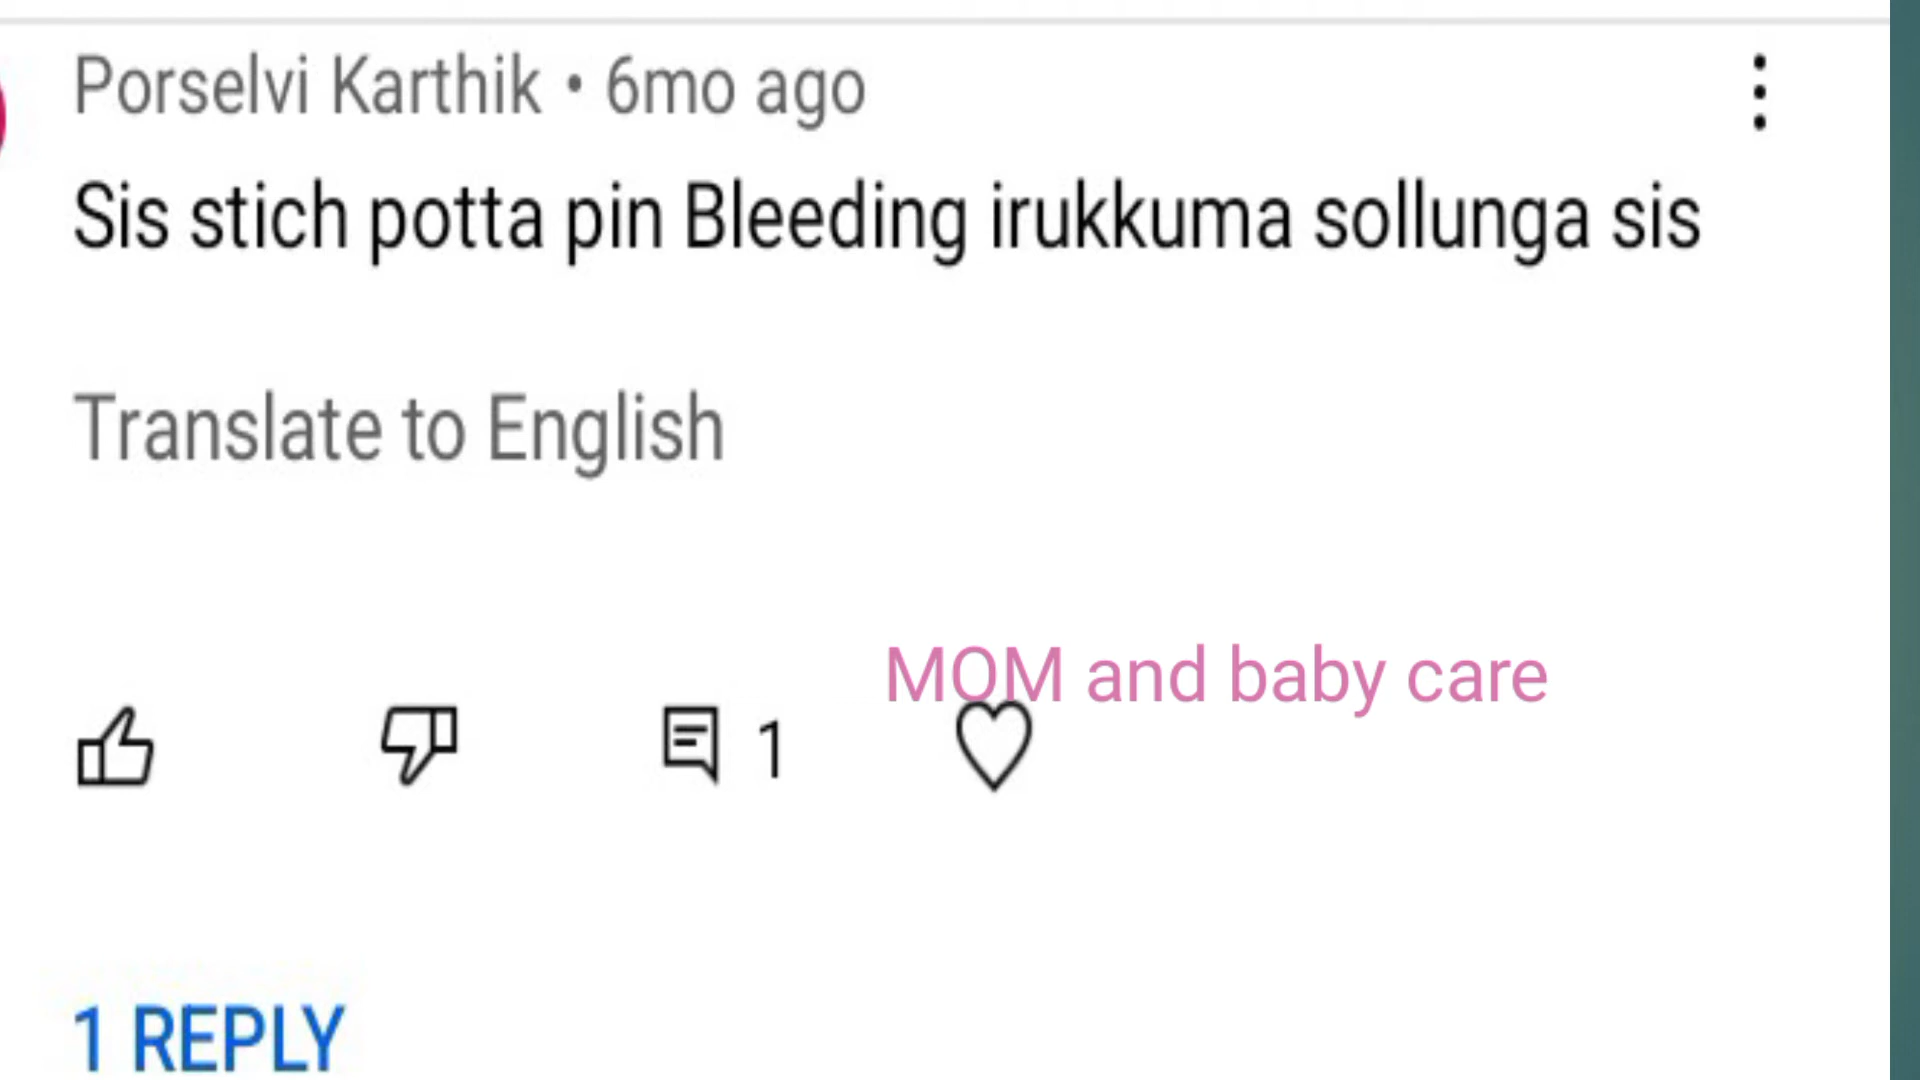 Porselvi Karthik • 6mo ago
Sis stich potta pin Bleeding irukkuma sollunga sis
Translate to English
MOM and baby care
1
1 REPLY